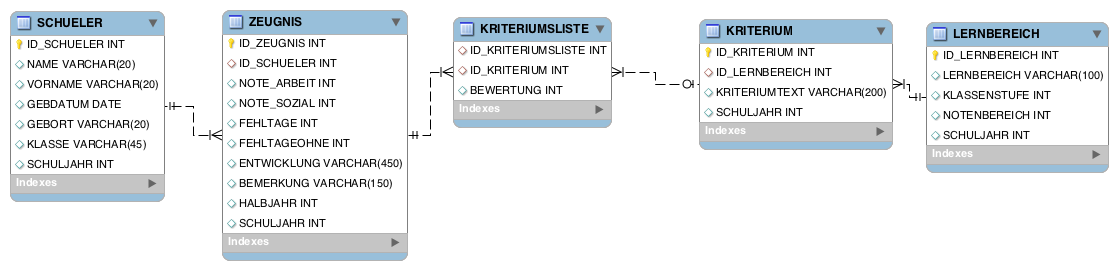 SCHUELER
ID_SCHUELER INT
NAME VARCHAR(20)
VORNAME VARCHAR(20)
GEBDATUM DATE
GEBORT VARCHAR(20)
KLASSE VARCHAR(45)
SCHULJAHR INT
Indexes
ZEUGNIS
ID_ZEUGNIS INT
ID_SCHUELER INT
NOTE_ARBEIT INT
NOTE_SOZIAL INT
FEHLTAGE INT
FEHLTAGEOHNE INT
ENTWICKLUNG VARCHAR(450)
BEMERKUNG VARCHAR(150)
HALBJAHR INT
SCHULJAHR INT
Indexes
KRITERIUMSLISTE
ID_KRITERIUMSLISTE INT
ID_KRITERIUM INT
BEWERTUNG INT
Indexes
KRITERIUM
ID_KRITERIUM INT
ID_LERNBEREICH INT
KRITERIUMTEXT VARCHAR(200)
SCHULJAHR INT
Indexes
LERNBEREICH
ID_LERNBEREICH INT
LERNBEREICH VARCHAR(100)
KLASSENSTUFE INT
NOTENBEREICH INT
SCHULJAHR INT
Indexes